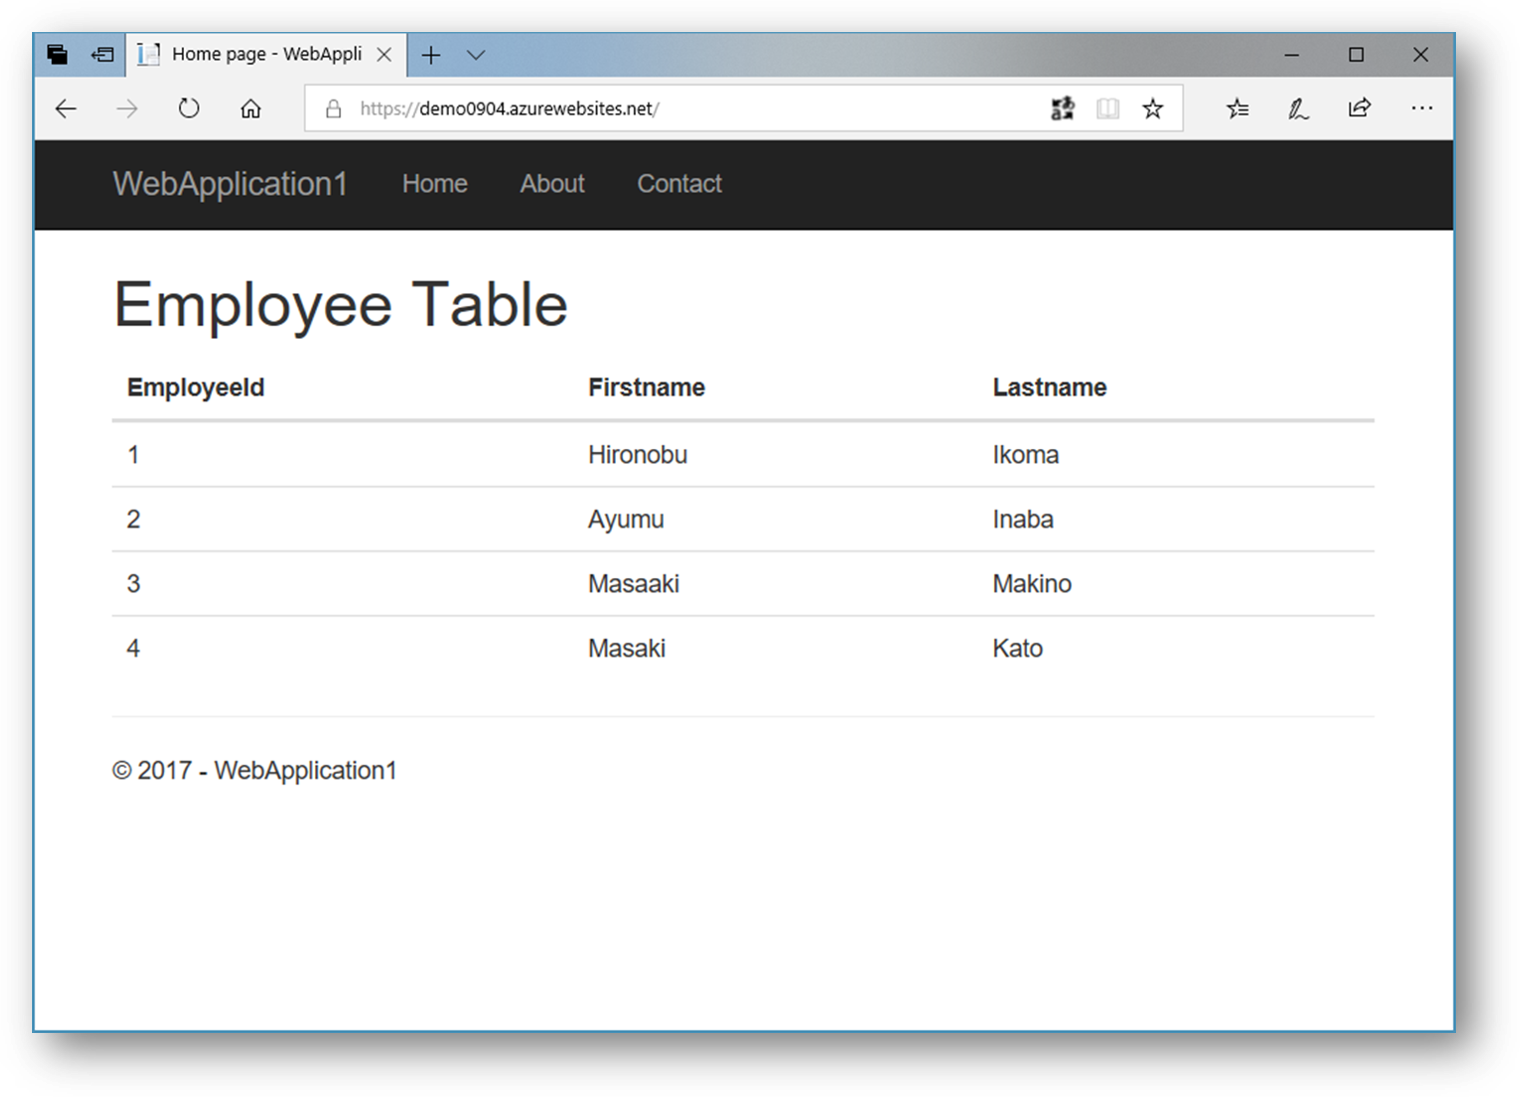 Home page - WebAppli
https://demo0904.azurewebsites.net/
WebApplication1 Home About Contact
Employee Table
EmployeeId Firstname Lastname
1 Hironobu Ikoma
2 Ayumu Inaba
3 Masaaki Makino
4 Masaki Kato
© 2017 - WebApplication1